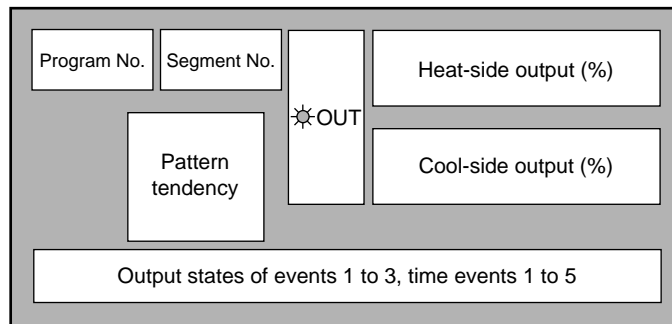 Program No.
Segment No.
OUT
Heat-side output (%)
Cool-side output (%)
Pattern
tendency
Output states of events 1 to 3, time events 1 to 5